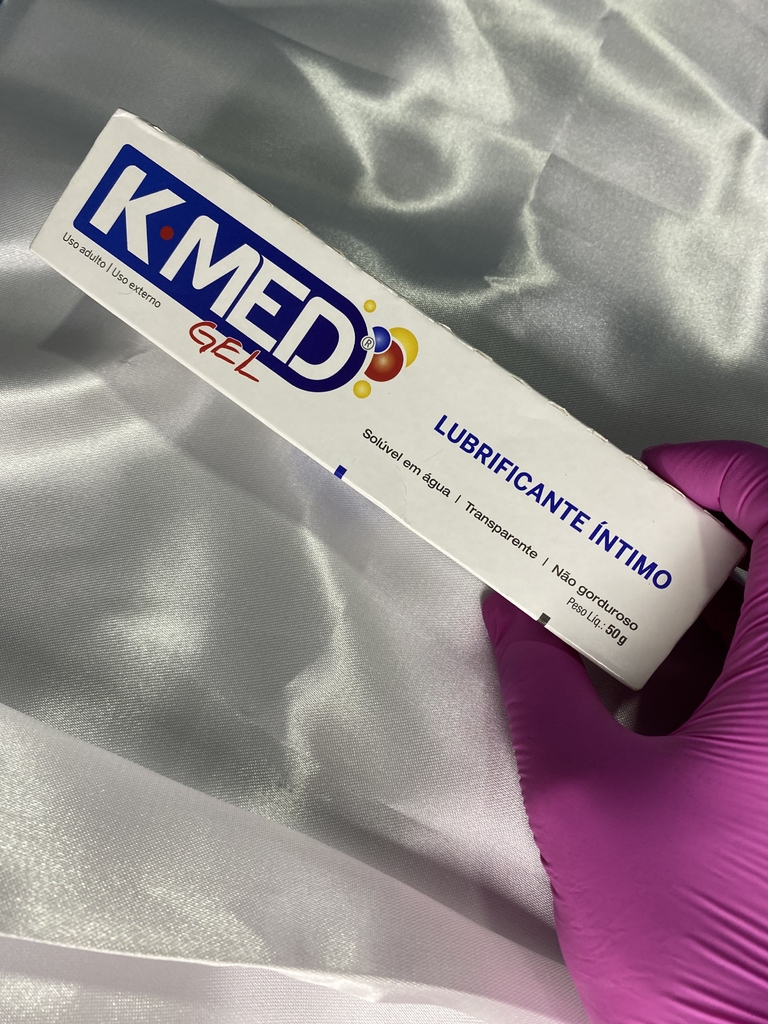 K·MED®
GEL
Uso adulto | Uso externo
LUBRIFICANTE ÍNTIMO
Solúvel em água | Transparente | Não gorduroso
Peso Líq.: 50 g